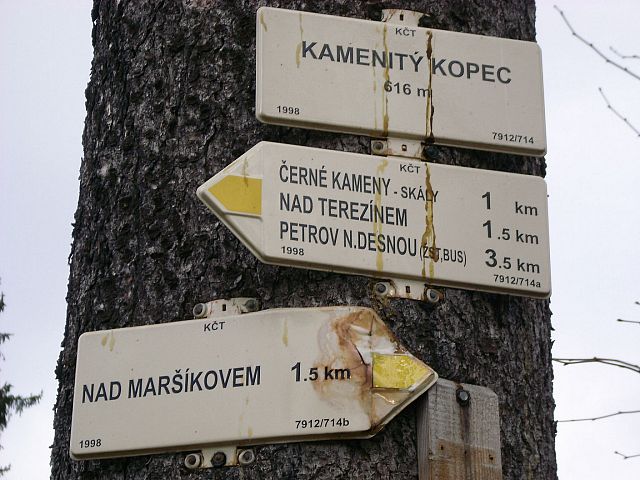 KČT
KAMENITÝ KOPEC
616 m
1998 7912/714
KČT
ČERNÉ KAMENY - SKÁLY 1 km
NAD TEREZÍNEM 1.5 km
PETROV N.DESNOU (ŽST,BUS) 3.5 km
1998 7912/714a
KČT
NAD MARŠÍKOVEM 1.5 km
1998 7912/714b